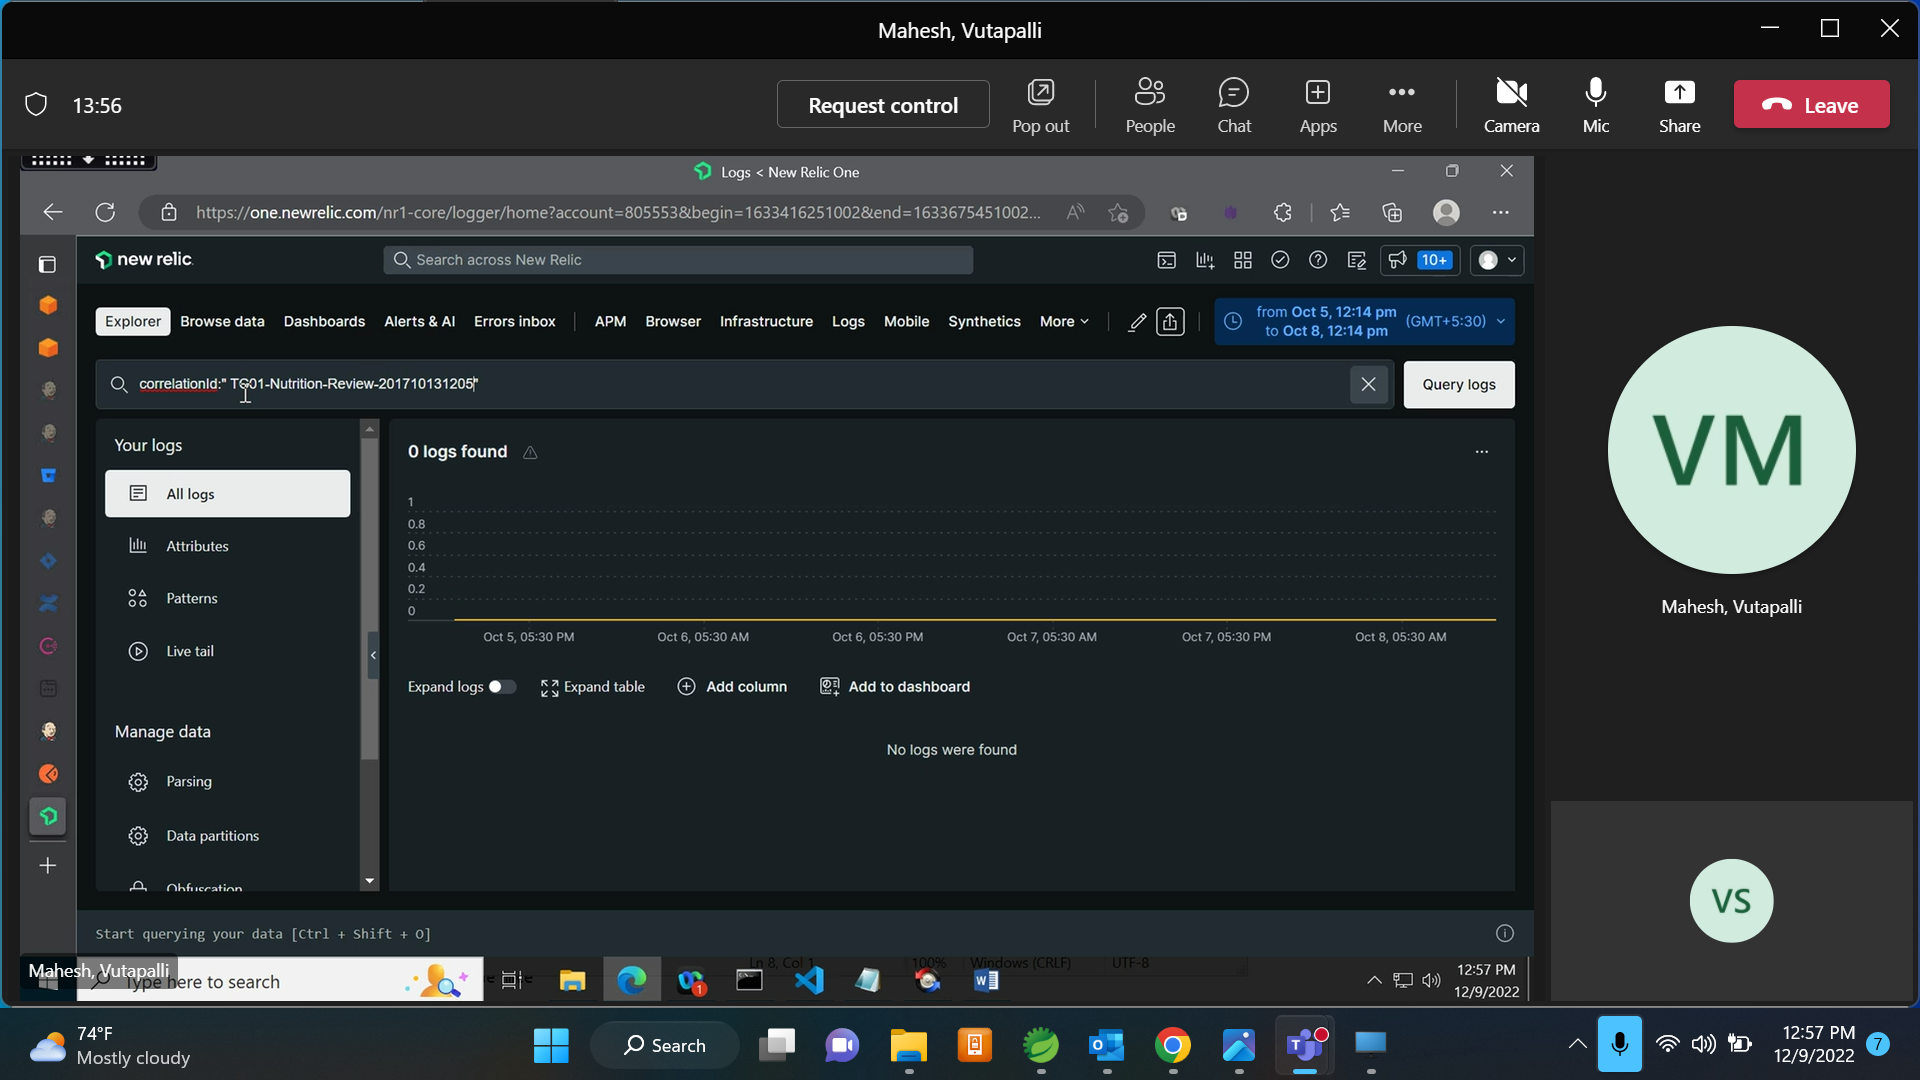 Mahesh, Vutapalli
13:56
Request control
Pop out
People
Chat
Apps
More
Camera
Mic
Share
Leave
Logs < New Relic One
https://one.newrelic.com/nr1-core/logger/home?account=805553&begin=1633416251002&end=1633675451002...
new relic
Search across New Relic
10+
Explorer
Browse data
Dashboards
Alerts & AI
Errors inbox
APM
Browser
Infrastructure
Logs
Mobile
Synthetics
More
from Oct 5, 12:14 pm
to Oct 8, 12:14 pm
(GMT+5:30)
correlationId:" TC01-Nutrition-Review-201710131205"
Query logs
Your logs
All logs
Attributes
Patterns
Live tail
Manage data
Parsing
Data partitions
Obfuscation
0 logs found
1
0.8
0.6
0.4
0.2
0
Oct 5, 05:30 PM
Oct 6, 05:30 AM
Oct 6, 05:30 PM
Oct 7, 05:30 AM
Oct 7, 05:30 PM
Oct 8, 05:30 AM
Expand logs
Expand table
Add column
Add to dashboard
No logs were found
Start querying your data [Ctrl + Shift + O]
Ln 8, Col 1
100%
Windows (CRLF)
UTF-8
Mahesh, Vutapalli
Type here to search
1
12:57 PM
12/9/2022
VM
Mahesh, Vutapalli
VS
74°F
Mostly cloudy
Search
12:57 PM
12/9/2022
7